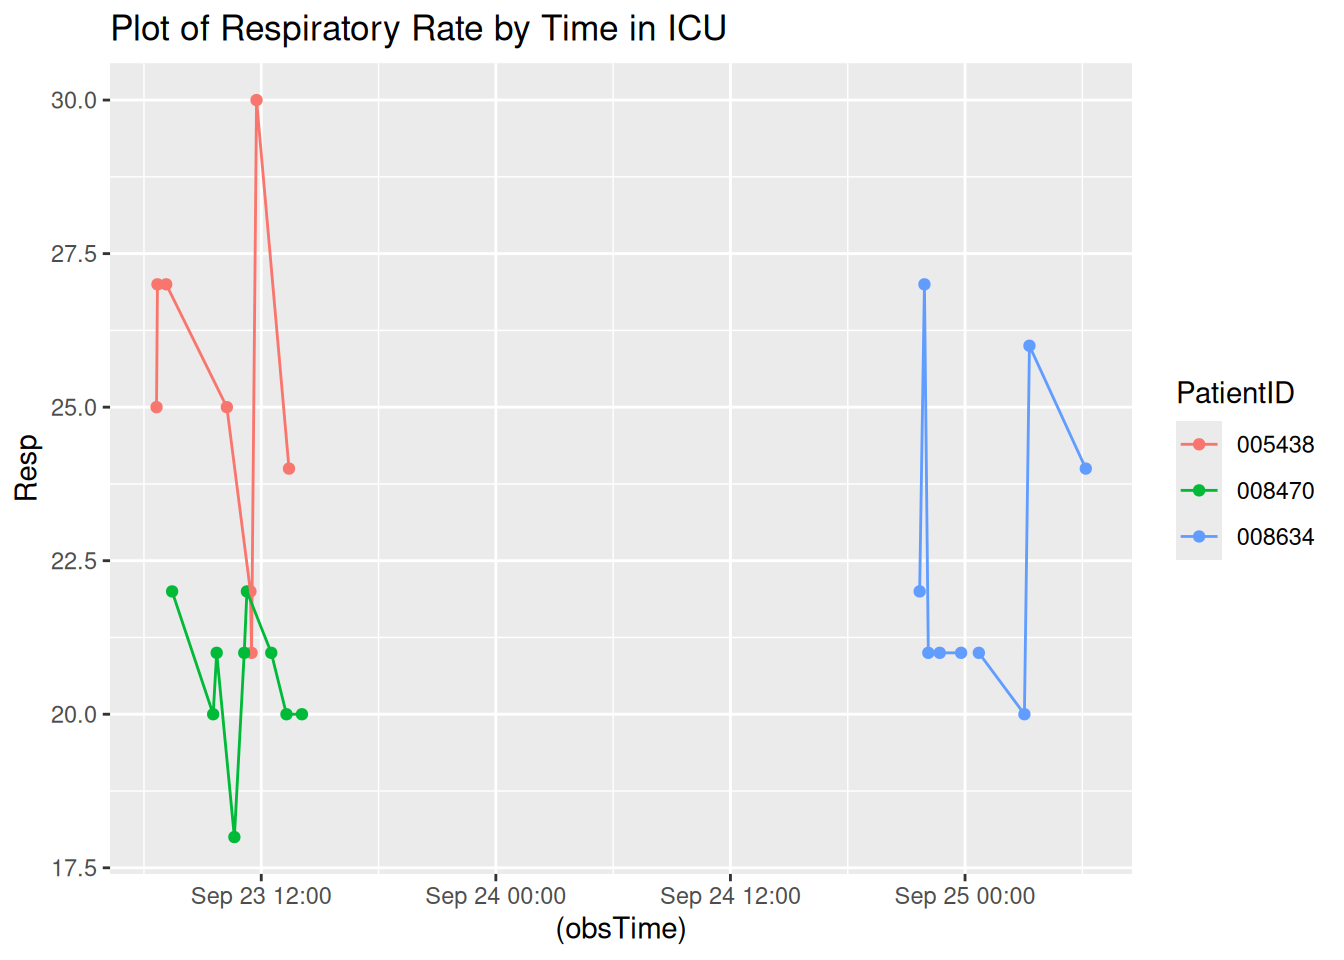 Plot of Respiratory Rate by Time in ICU
30.0
27.5
25.0
22.5
20.0
17.5
Resp
Sep 23 12:00
Sep 24 00:00
Sep 24 12:00
Sep 25 00:00
(obsTime)
PatientID
005438
008470
008634